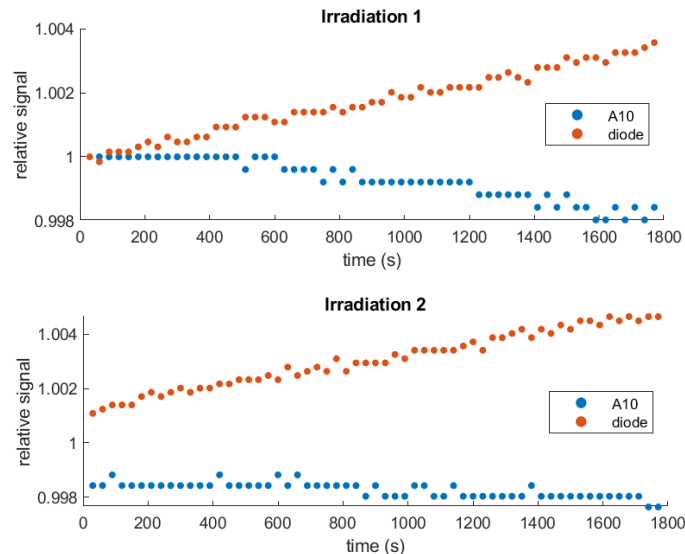 Irradiation 1
1.004
1.002
1
0.998
relative signal
A10
diode
0 200 400 600 800 1000 1200 1400 1600 1800
time (s)
Irradiation 2
1.004
1.002
1
0.998
relative signal
A10
diode
0 200 400 600 800 1000 1200 1400 1600 1800
time (s)